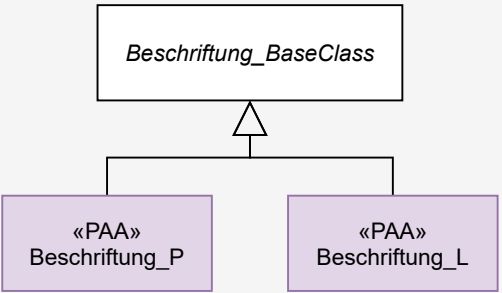 Beschriftung_BaseClass
«PAA»
Beschriftung_P
«PAA»
Beschriftung_L